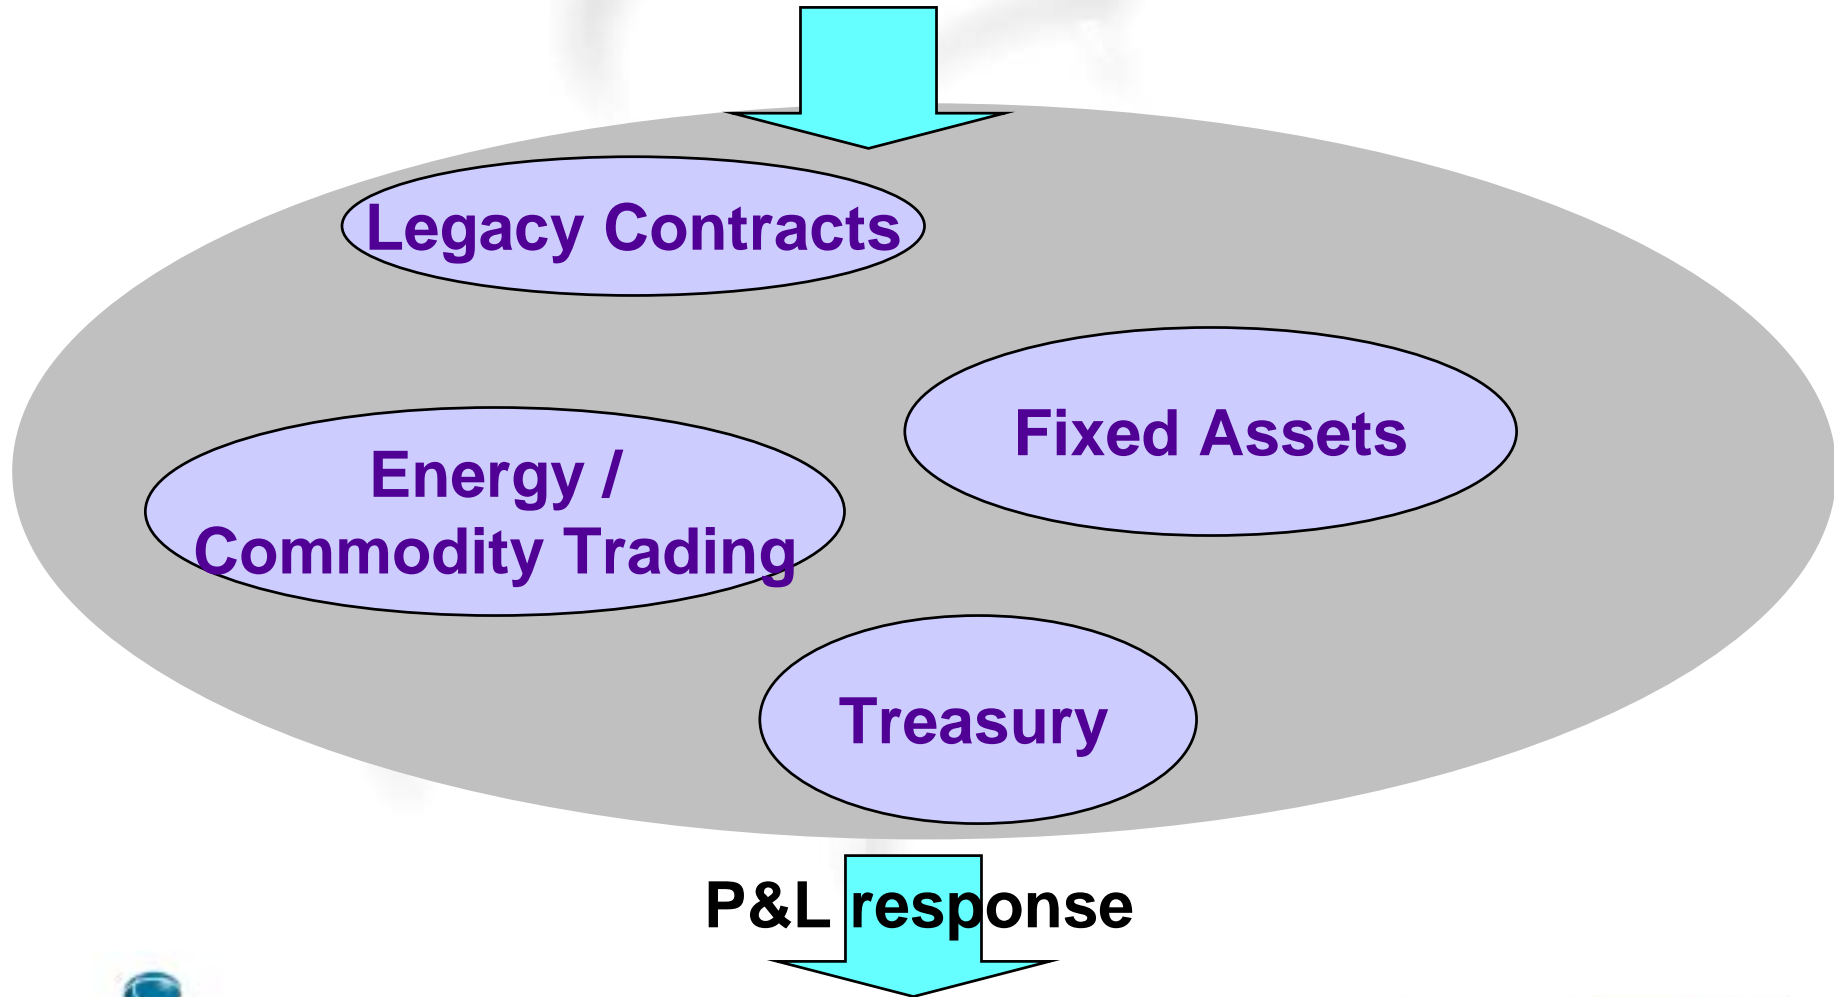 Legacy Contracts
Fixed Assets
Energy /
Commodity Trading
Treasury
P&L response